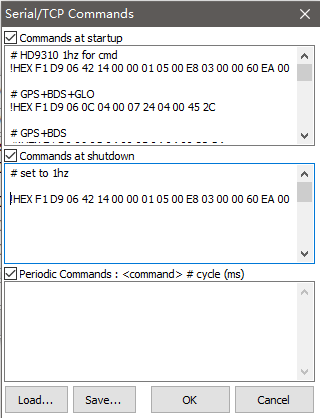 Serial/TCP Commands
Commands at startup
# HD9310 1hz for cmd
!HEX F1 D9 06 42 14 00 00 01 05 00 E8 03 00 00 60 EA 00
# GPS+BDS+GLO
!HEX F1 D9 06 0C 04 00 07 24 04 00 45 2C
# GPS+BDS
Commands at shutdown
# set to 1hz
!HEX F1 D9 06 42 14 00 00 01 05 00 E8 03 00 00 60 EA 00
Periodic Commands : <command> # cycle (ms)
Load...
Save...
OK
Cancel